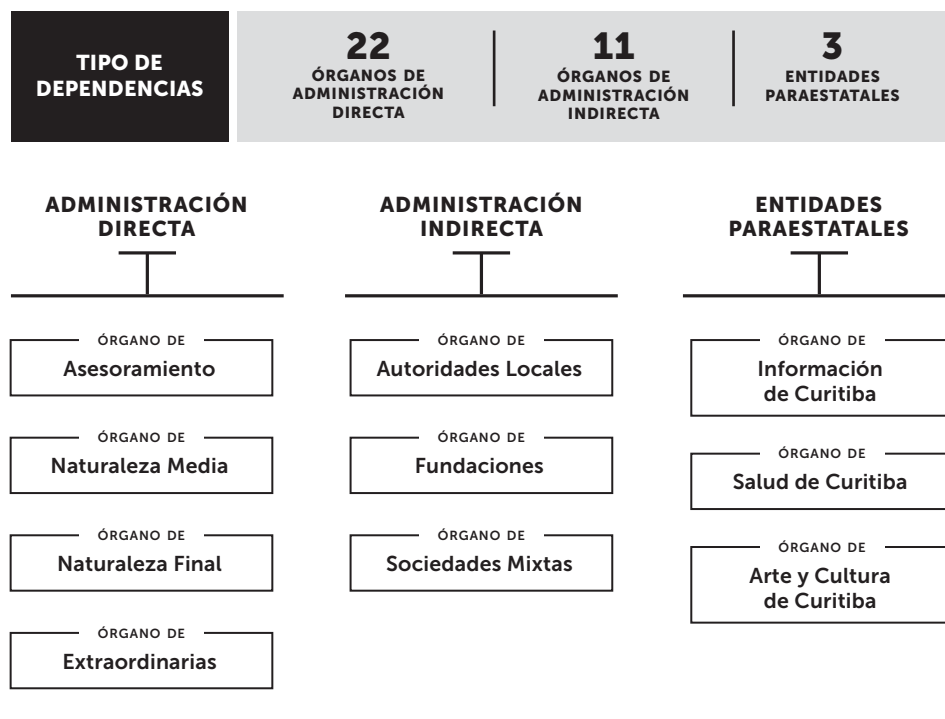 TIPO DE
DEPENDENCIAS
22
ÓRGANOS DE
ADMINISTRACIÓN
DIRECTA
11
ÓRGANOS DE
ADMINISTRACIÓN
INDIRECTA
3
ENTIDADES
PARAESTATALES
ADMINISTRACIÓN
DIRECTA
ÓRGANO DE
Asesoramiento
ÓRGANO DE
Naturaleza Media
ÓRGANO DE
Naturaleza Final
ÓRGANO DE
Extraordinarias
ADMINISTRACIÓN
INDIRECTA
ÓRGANO DE
Autoridades Locales
ÓRGANO DE
Fundaciones
ÓRGANO DE
Sociedades Mixtas
ENTIDADES
PARAESTATALES
ÓRGANO DE
Información
de Curitiba
ÓRGANO DE
Salud de Curitiba
ÓRGANO DE
Arte y Cultura
de Curitiba